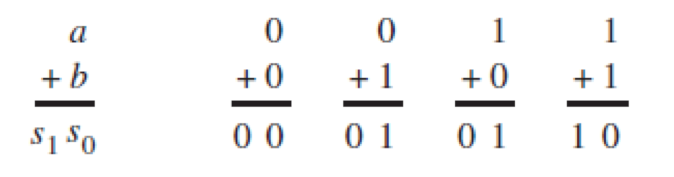 a 0 0 1 1
+ b + 0 + 1 + 0 + 1
s₁ s₀ 0 0 0 1 0 1 1 0